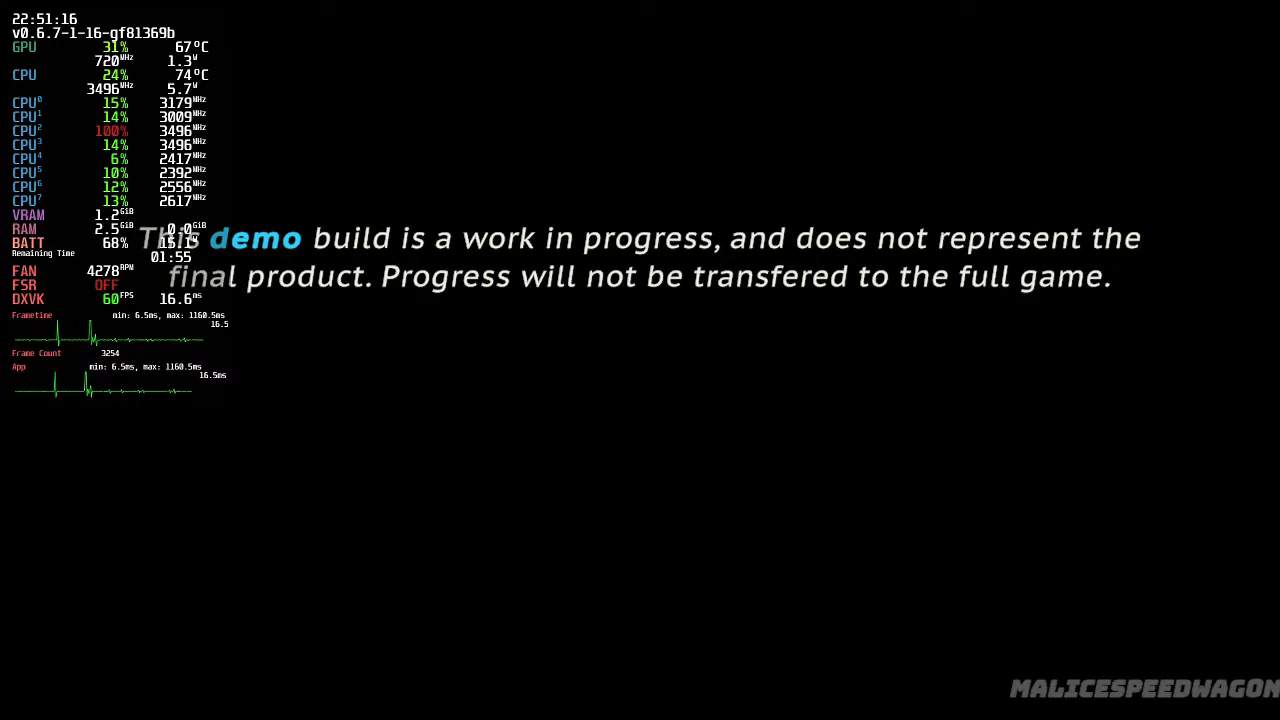 22:51:16
v0.6.7-1-16-gf81369b
GPU 31% 67°C
720MHz 1.3W
CPU 24% 74°C
3496MHz 5.7W
CPU0 15% 3179MHz
CPU1 14% 3009MHz
CPU2 100% 3496MHz
CPU3 14% 3496MHz
CPU4 6% 2417MHz
CPU5 10% 2392MHz
CPU6 12% 2556MHz
CPU7 13% 2617MHz
VRAM 1.2GiB
RAM 2.5GiB 0.0GiB
BATT 68% 15.1W
Remaining Time 01:55
This demo build is a work in progress, and does not represent the
final product. Progress will not be transfered to the full game.
FAN 4278RPM
FSR OFF
DXVK 60FPS 16.6ms
Frametime min: 6.5ms, max: 1160.5ms
16.5
Frame Count 3254
App min: 6.5ms, max: 1160.5ms
16.5ms
MALICESPEEDWAGON